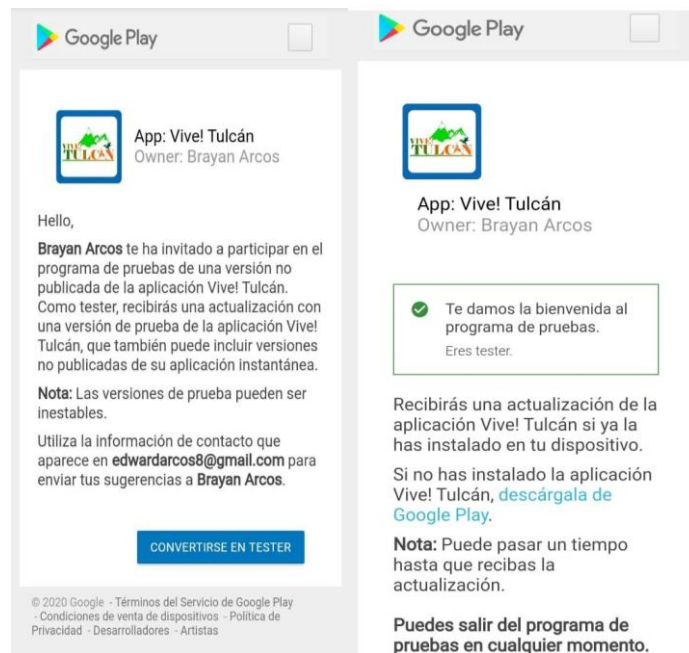 Google Play
VIVE!
TULCÁN
App: Vive! Tulcán
Owner: Brayan Arcos
Hello,
Brayan Arcos te ha invitado a participar en el
programa de pruebas de una versión no
publicada de la aplicación Vive! Tulcán.
Como tester, recibirás una actualización con
una versión de prueba de la aplicación Vive!
Tulcán, que también puede incluir versiones
no publicadas de su aplicación instantánea.
Nota: Las versiones de prueba pueden ser
inestables.
Utiliza la información de contacto que
aparece en edwardarcos8@gmail.com para
enviar tus sugerencias a Brayan Arcos.
CONVERTIRSE EN TESTER
© 2020 Google - Términos del Servicio de Google Play
- Condiciones de venta de dispositivos - Política de
Privacidad - Desarrolladores - Artistas
Google Play
VIVE!
TULCÁN
App: Vive! Tulcán
Owner: Brayan Arcos
Te damos la bienvenida al
programa de pruebas.
Eres tester.
Recibirás una actualización de la
aplicación Vive! Tulcán si ya la
has instalado en tu dispositivo.
Si no has instalado la aplicación
Vive! Tulcán, descárgala de
Google Play.
Nota: Puede pasar un tiempo
hasta que recibas la
actualización.
Puedes salir del programa de
pruebas en cualquier momento.